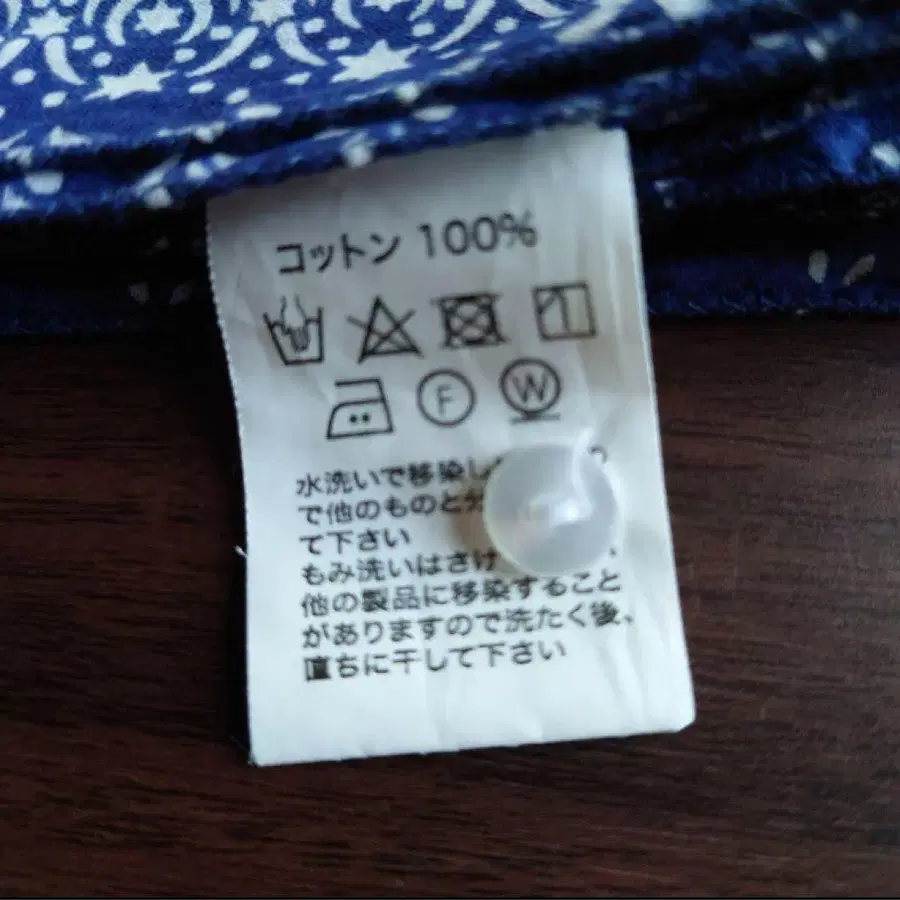 コットン 100%
F W
水洗いで移染し
で他のものと分
て下さい
もみ洗いはさけ
他の製品に移染すること
がありますので洗たく後、
直ちに干して下さい